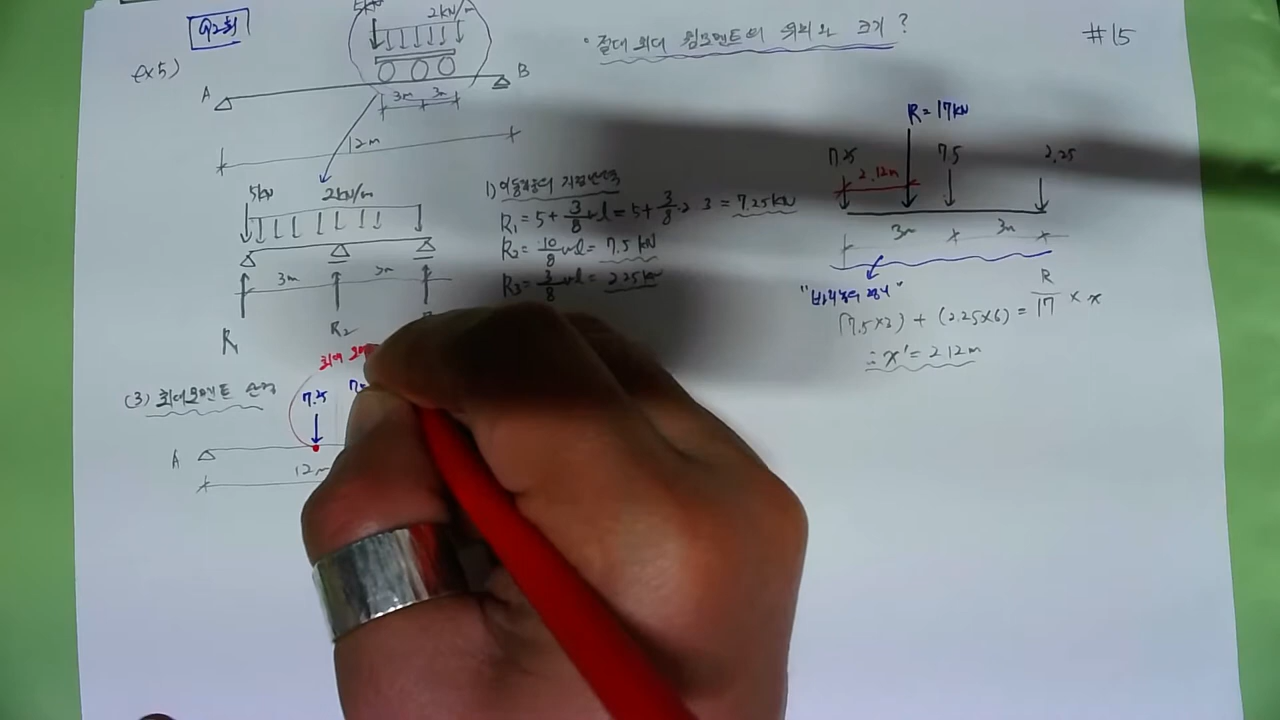 92회
ex5)
5kN
2kN/m
A
B
3m 3m
12m
• 절대 최대 휨모멘트의 위치와 크기?
#15
5kN 2kN/m
3m 3m
R₁
R₂
1) 이동하중의 지점반력
R₁ = 5 + 3/8 wl = 5 + 3/8 · 2 · 3 = 7.25kN
R₂ = 10/8 wl = 7.5 kN
R₃ = 3/8 wl = 2.25kN
R = 17kN
7.25
7.5
2.25
2.12m
3m 3m
"바리농의 정리"
(7.5×3) + (2.25×6) = R/17 × x
∴ x' = 2.12m
(3) 최대모멘트 산정
최대
7.25
A
12m